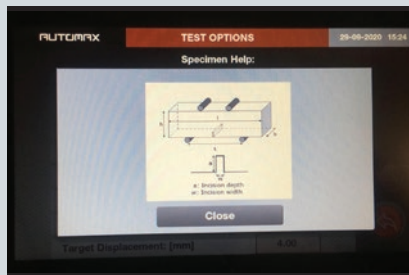 AUTOMAX
TEST OPTIONS
29-08-2020 15:24
Specimen Help:
h
l
a: Incision depth
w: Incision width
Close
Target Displacement: [mm]
4.00